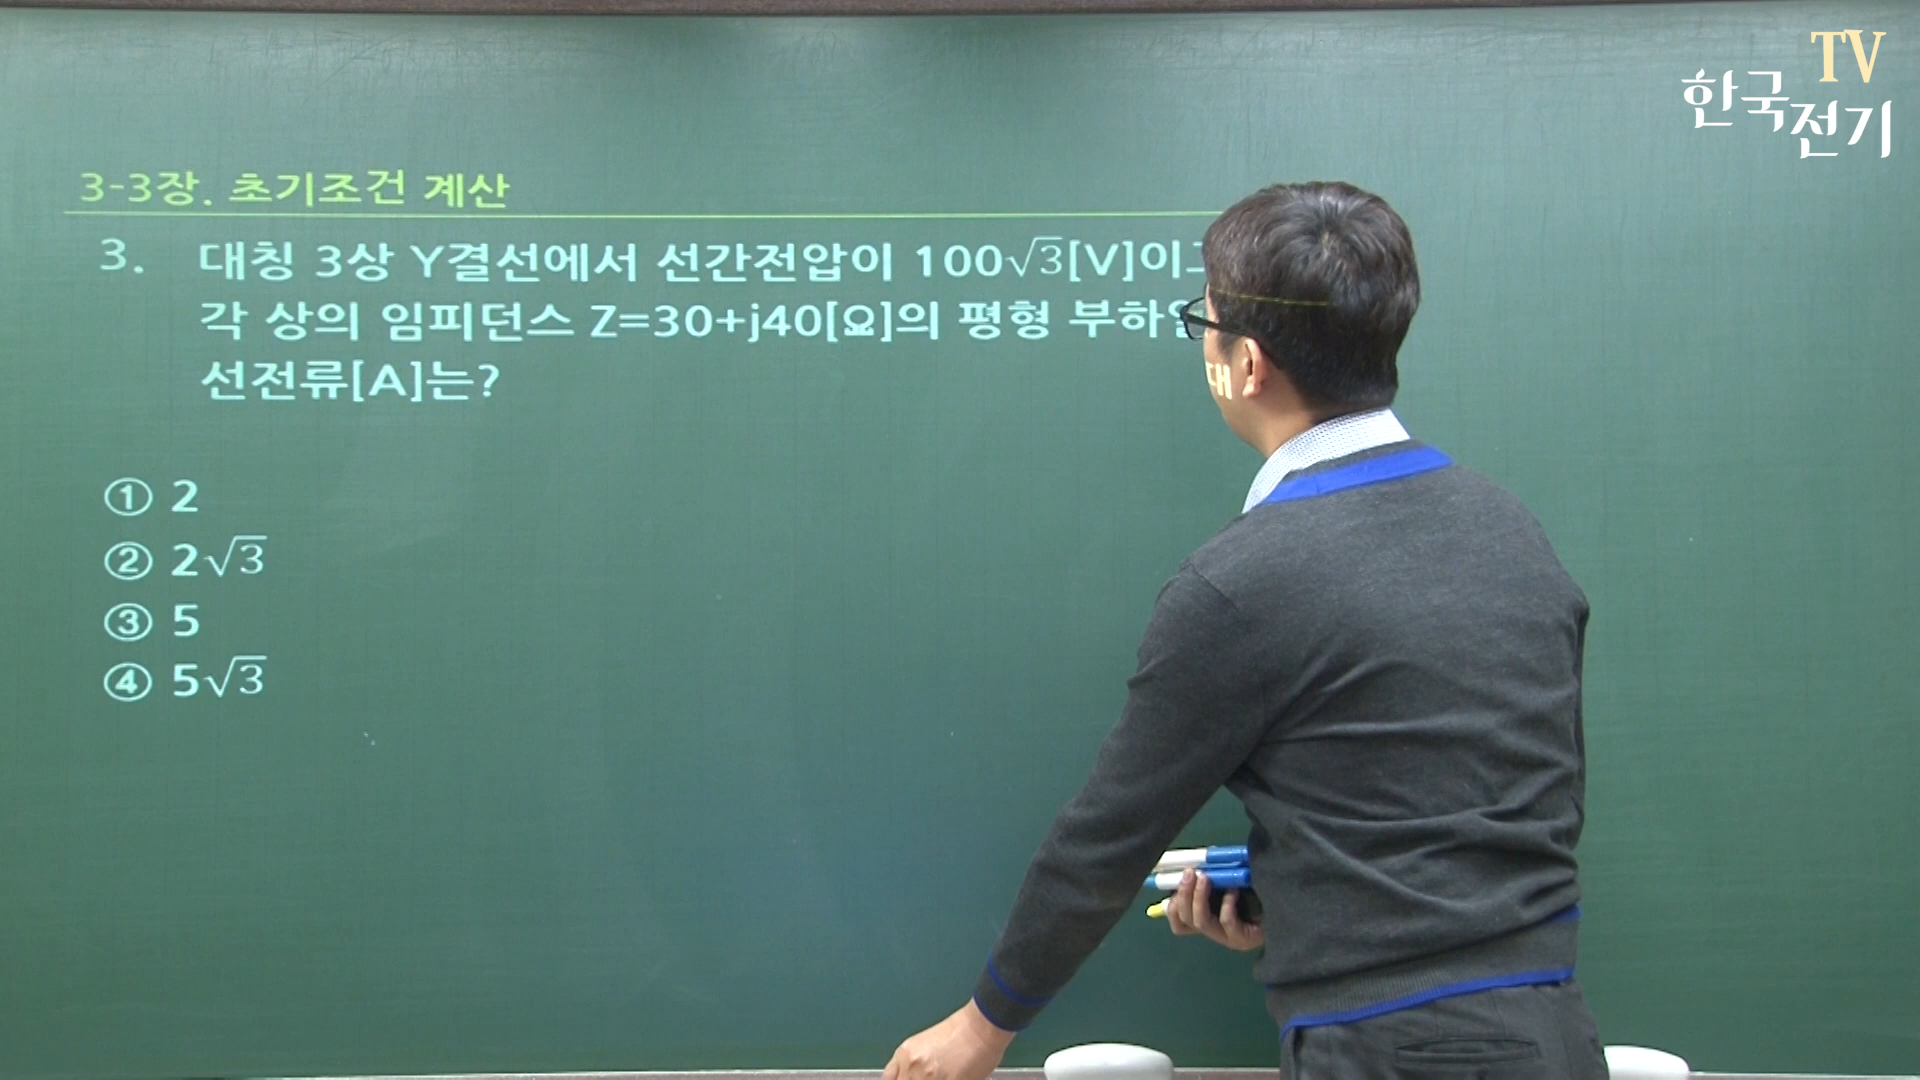 TV
한국전기
3-3장. 초기조건 계산
3. 대칭 3상 Y결선에서 선간전압이 100√3[V]이
각 상의 임피던스 Z=30+j40[Ω]의 평형 부하
선전류[A]는?
① 2
② 2√3
③ 5
④ 5√3